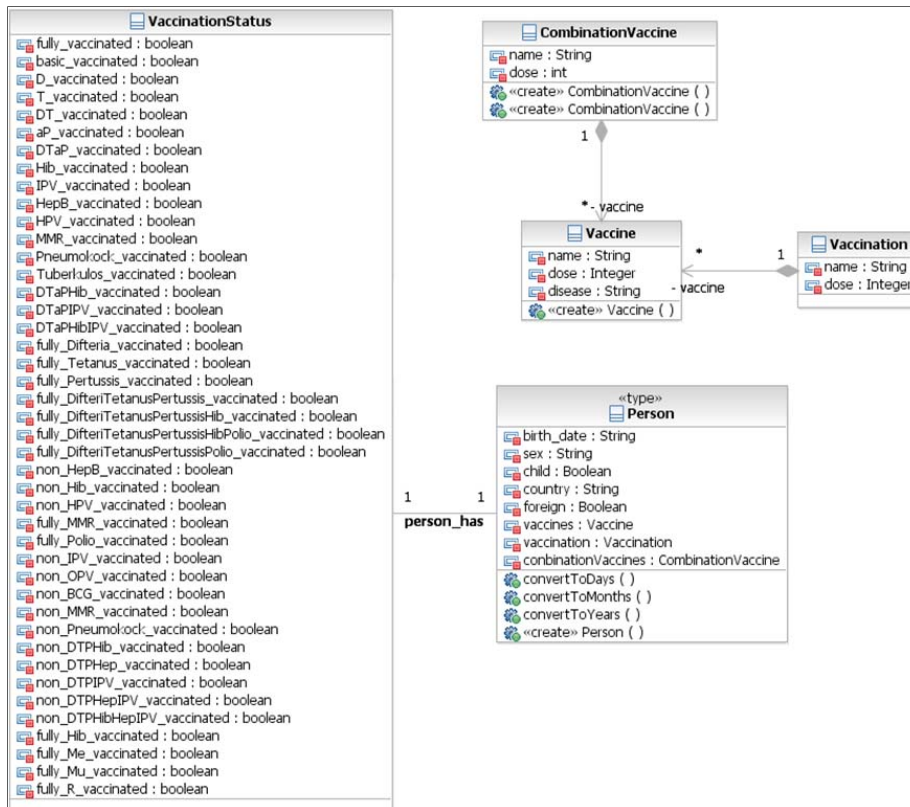 VaccinationStatus
fully_vaccinated : boolean
basic_vaccinated : boolean
D_vaccinated : boolean
T_vaccinated : boolean
DT_vaccinated : boolean
aP_vaccinated : boolean
DTaP_vaccinated : boolean
Hib_vaccinated : boolean
IPV_vaccinated : boolean
HepB_vaccinated : boolean
HPV_vaccinated : boolean
MMR_vaccinated : boolean
Pneumokock_vaccinated : boolean
Tuberkulos_vaccinated : boolean
DTaPHib_vaccinated : boolean
DTaPIPV_vaccinated : boolean
DTaPHibIPV_vaccinated : boolean
fully_Difteria_vaccinated : boolean
fully_Tetanus_vaccinated : boolean
fully_Pertussis_vaccinated : boolean
fully_DifteriTetanusPertussis_vaccinated : boolean
fully_DifteriTetanusPertussisHib_vaccinated : boolean
fully_DifteriTetanusPertussisHibPolio_vaccinated : boolean
fully_DifteriTetanusPertussisPolio_vaccinated : boolean
non_HepB_vaccinated : boolean
non_Hib_vaccinated : boolean
non_HPV_vaccinated : boolean
fully_MMR_vaccinated : boolean
fully_Polio_vaccinated : boolean
non_IPV_vaccinated : boolean
non_OPV_vaccinated : boolean
non_BCG_vaccinated : boolean
non_MMR_vaccinated : boolean
non_Pneumokock_vaccinated : boolean
non_DTPHib_vaccinated : boolean
non_DTPHep_vaccinated : boolean
non_DTPIPV_vaccinated : boolean
non_DTPHepIPV_vaccinated : boolean
non_DTPHibHepIPV_vaccinated : boolean
fully_Hib_vaccinated : boolean
fully_Me_vaccinated : boolean
fully_Mu_vaccinated : boolean
fully_R_vaccinated : boolean
CombinationVaccine
name : String
dose : int
«create» CombinationVaccine ( )
«create» CombinationVaccine ( )
1
* - vaccine
Vaccine
name : String
dose : Integer
disease : String
«create» Vaccine ( )
*
1
- vaccine
Vaccination
name : String
dose : Integer
1 1
person_has
«type»
Person
birth_date : String
sex : String
child : Boolean
country : String
foreign : Boolean
vaccines : Vaccine
vaccination : Vaccination
conbinationVaccines : CombinationVaccine
convertToDays ( )
convertToMonths ( )
convertToYears ( )
«create» Person ( )